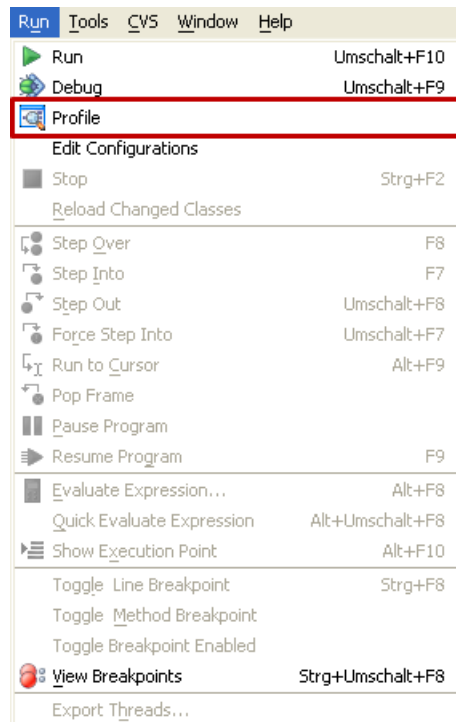 Run Tools CVS Window Help
Run Umschalt+F10
Debug Umschalt+F9
Profile
Edit Configurations
Stop Strg+F2
Reload Changed Classes
Step Over F8
Step Into F7
Step Out Umschalt+F8
Force Step Into Umschalt+F7
Run to Cursor Alt+F9
Pop Frame
Pause Program
Resume Program F9
Evaluate Expression... Alt+F8
Quick Evaluate Expression Alt+Umschalt+F8
Show Execution Point Alt+F10
Toggle Line Breakpoint Strg+F8
Toggle Method Breakpoint
Toggle Breakpoint Enabled
View Breakpoints Strg+Umschalt+F8
Export Threads...